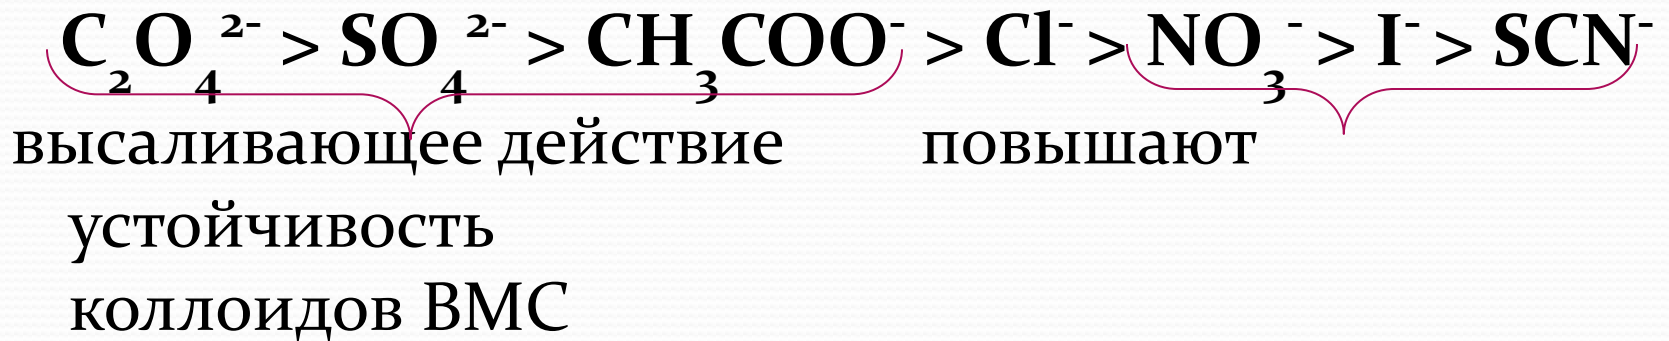 C₂O₄²⁻ > SO₄²⁻ > CH₃COO⁻ > Cl⁻ > NO₃⁻ > I⁻ > SCN⁻
высаливающее действие повышают
устойчивость
коллоидов ВМС